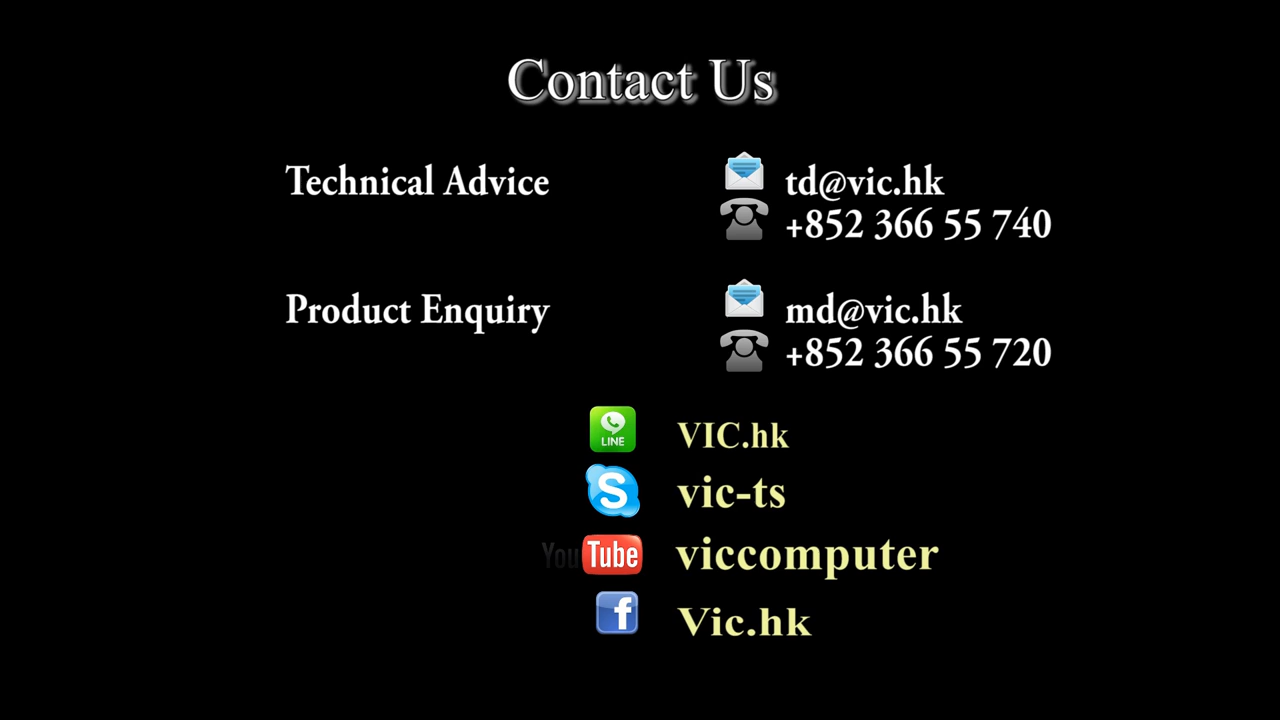 Contact Us
Technical Advice
td@vic.hk
+852 366 55 740
Product Enquiry
md@vic.hk
+852 366 55 720
LINE VIC.hk
S vic-ts
YouTube viccomputer
f Vic.hk